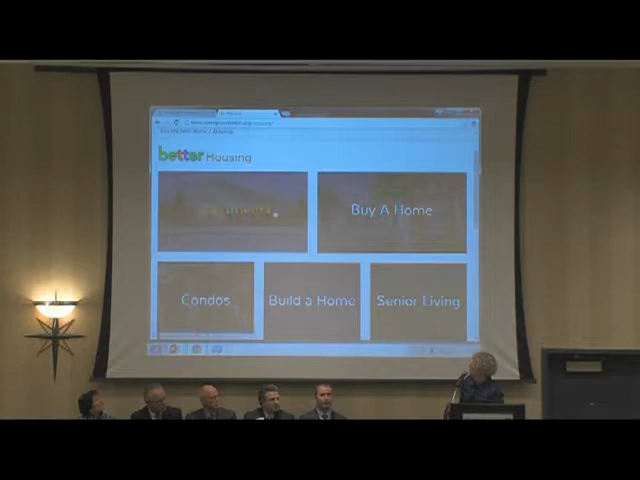 better Housing
Buy A Home
Condos
Build a Home
Senior Living